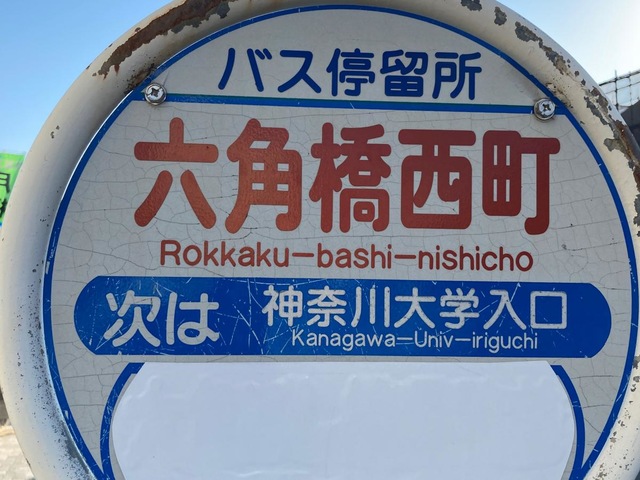 バス停留所
六角橋西町
Rokkaku-bashi-nishicho
次は 神奈川大学入口
Kanagawa-Univ-iriguchi